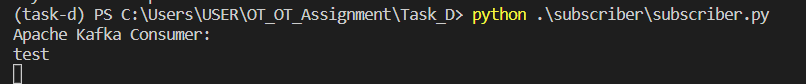 (task-d) PS C:\Users\USER\OT_OT_Assignment\Task_D> python .\subscriber\subscriber.py
Apache Kafka Consumer:
test